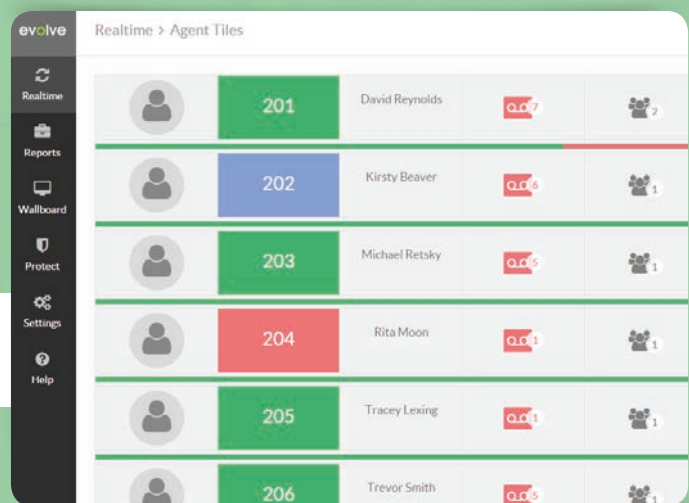 evolve
Realtime > Agent Tiles
Realtime
Reports
Wallboard
Protect
Settings
Help
201 David Reynolds 7 2
202 Kirsty Beaver 6 1
203 Michael Retsky 5 1
204 Rita Moon 1 1
205 Tracey Lexing 1 1
206 Trevor Smith 5 1